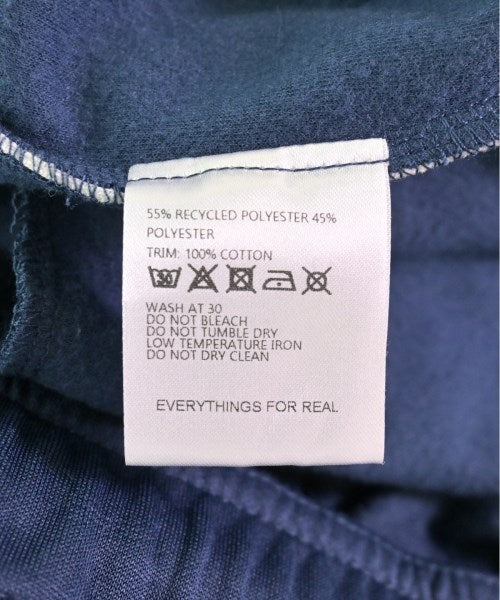 55% RECYCLED POLYESTER 45%
POLYESTER
TRIM: 100% COTTON
30
WASH AT 30
DO NOT BLEACH
DO NOT TUMBLE DRY
LOW TEMPERATURE IRON
DO NOT DRY CLEAN
EVERYTHINGS FOR REAL